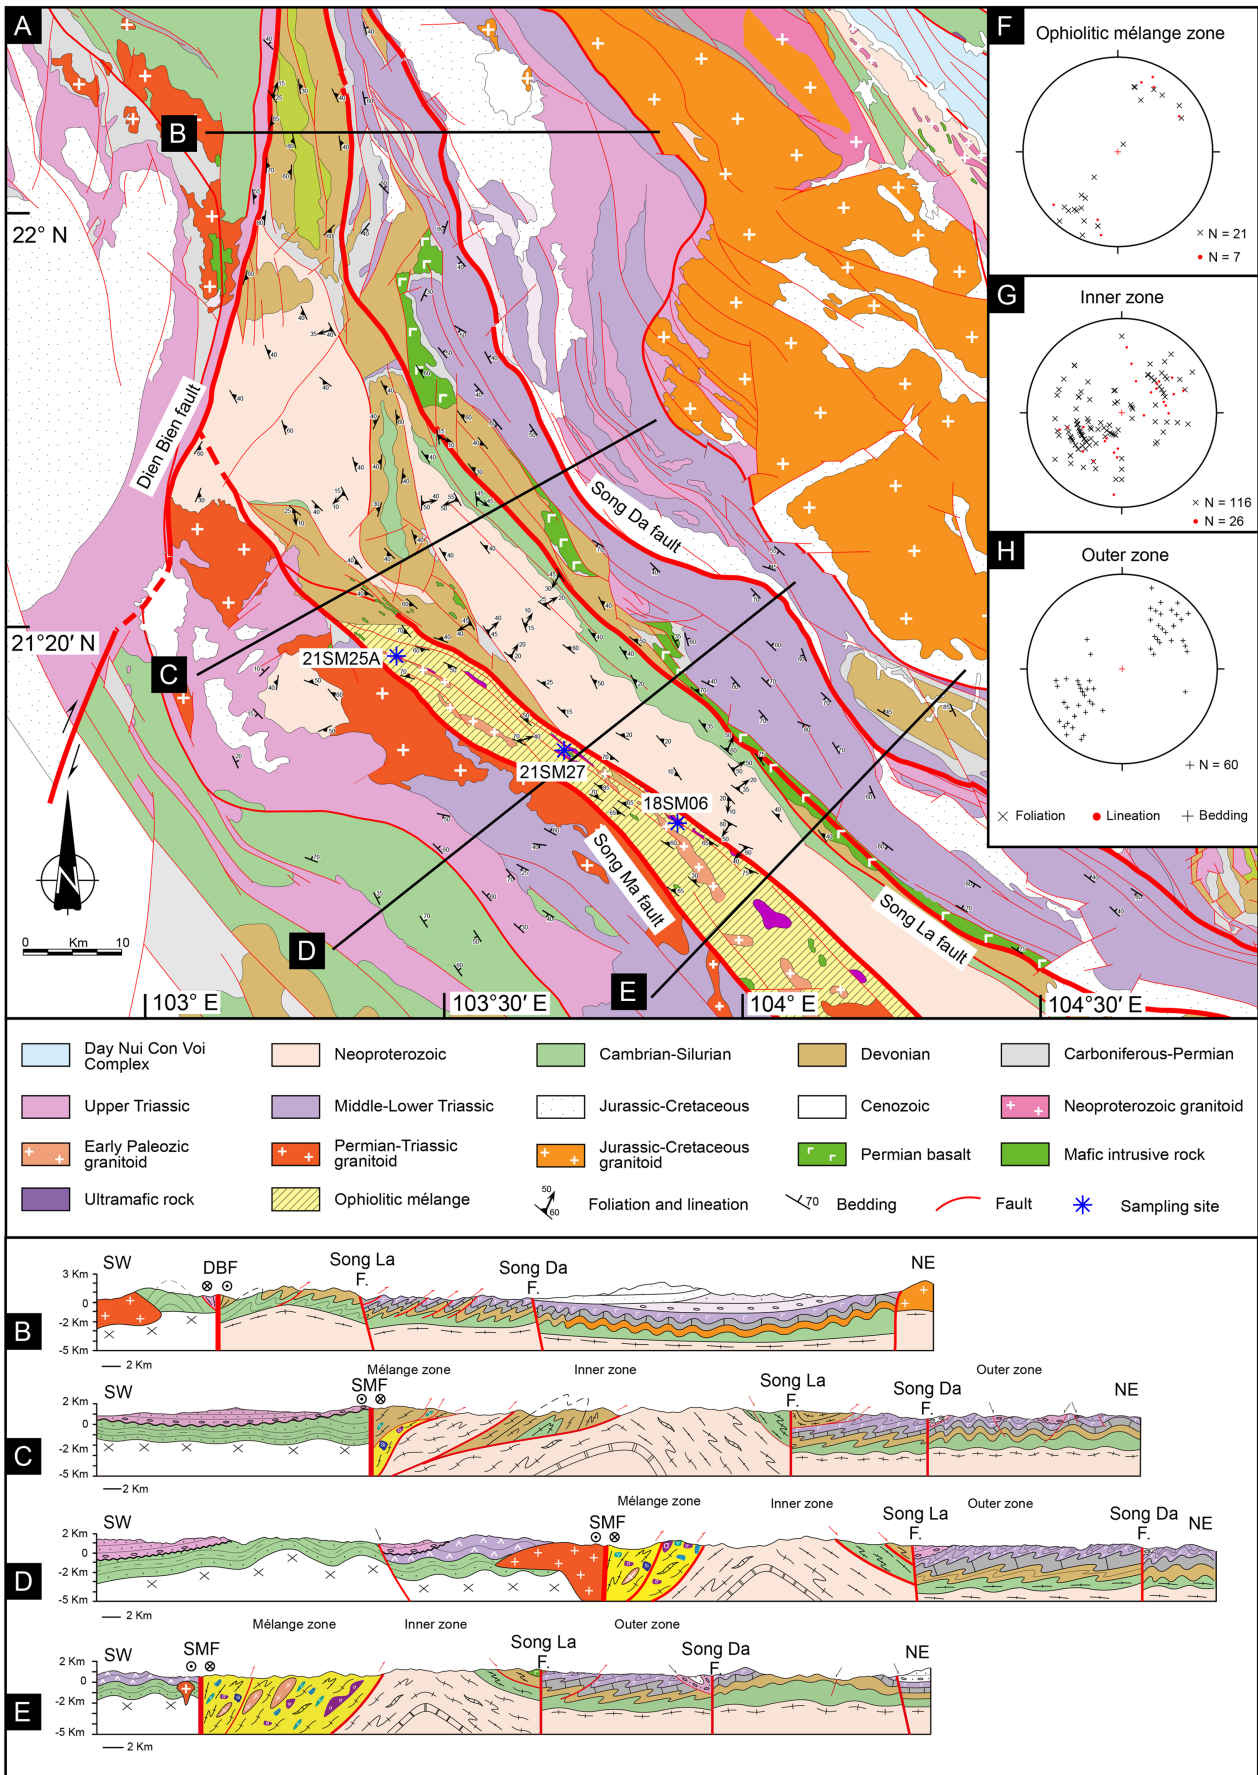 A
B
C
D
E
Dien Bien fault
Song Da fault
Song Ma fault
Song La fault
21SM25A
21SM27
18SM06
22° N
21°20′ N
N
0 Km 10
103° E
103°30′ E
104° E
104°30′ E
F
Ophiolitic mélange zone
N = 21
N = 7
G
Inner zone
N = 116
N = 26
H
Outer zone
N = 60
Foliation
Lineation
Bedding
Day Nui Con Voi
Complex
Neoproterozoic
Cambrian-Silurian
Devonian
Carboniferous-Permian
Upper Triassic
Middle-Lower Triassic
Jurassic-Cretaceous
Cenozoic
Neoproterozoic granitoid
Early Paleozic
granitoid
Permian-Triassic
granitoid
Jurassic-Cretaceous
granitoid
Permian basalt
Mafic intrusive rock
Ultramafic rock
Ophiolitic mélange
50
60
Foliation and lineation
70
Bedding
Fault
Sampling site
B
SW
DBF
Song La
F.
Song Da
F.
NE
3 Km
0
-2 Km
-5 Km
2 Km
C
SW
SMF
Mélange zone
Inner zone
Song La
F.
Song Da
F.
Outer zone
NE
2 Km
0
-2 Km
-5 Km
2 Km
D
SW
SMF
Mélange zone
Inner zone
Song La
F.
Outer zone
Song Da
F.
NE
2 Km
0
-2 Km
-5 Km
2 Km
E
SW
SMF
Mélange zone
Inner zone
Song La
F.
Outer zone
Song Da
F.
NE
2 Km
0
-2 Km
-5 Km
2 Km